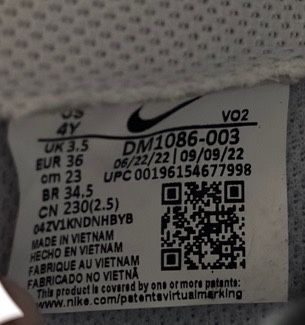 US
4Y
UK 3.5
EUR 36
cm 23
BR 34.5
CN 230(2.5)
04ZV1KNDNHBYB
VO2
DM1086-003
06/22/22 | 09/09/22
UPC 00196154677998
MADE IN VIETNAM
HECHO EN VIETNAM
FABRIQUE AU VIETNAM
FABRICADO NO VIETNÃ
This product is covered by one or more patents
www.nike.com/patentsvirtualmarking